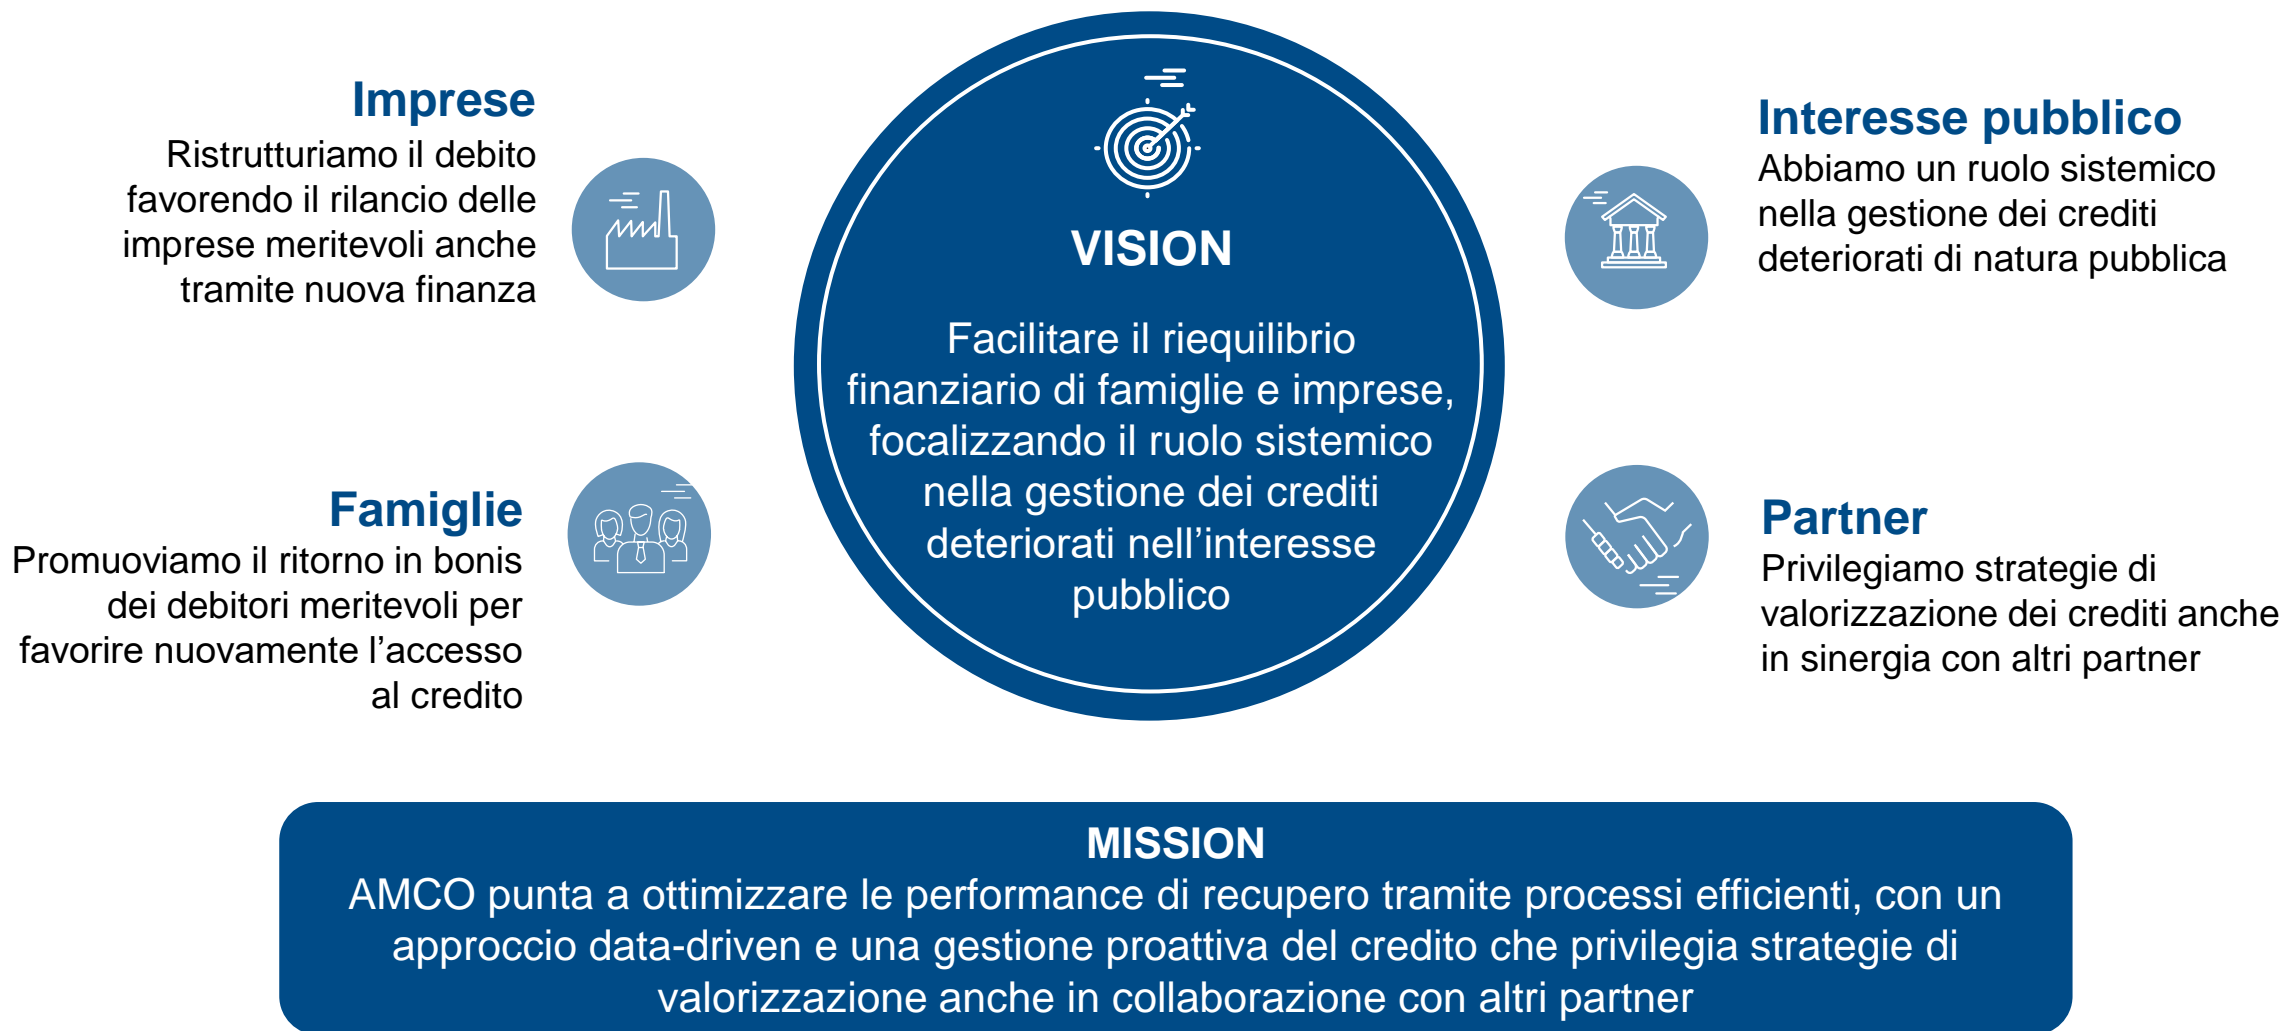 Imprese
Ristrutturiamo il debito
favorendo il rilancio delle
imprese meritevoli anche
tramite nuova finanza
Famiglie
Promuoviamo il ritorno in bonis
dei debitori meritevoli per
favorire nuovamente l’accesso
al credito
VISION
Facilitare il riequilibrio
finanziario di famiglie e imprese,
focalizzando il ruolo sistemico
nella gestione dei crediti
deteriorati nell’interesse
pubblico
Interesse pubblico
Abbiamo un ruolo sistemico
nella gestione dei crediti
deteriorati di natura pubblica
Partner
Privilegiamo strategie di
valorizzazione dei crediti anche
in sinergia con altri partner
MISSION
AMCO punta a ottimizzare le performance di recupero tramite processi efficienti, con un
approccio data-driven e una gestione proattiva del credito che privilegia strategie di
valorizzazione anche in collaborazione con altri partner